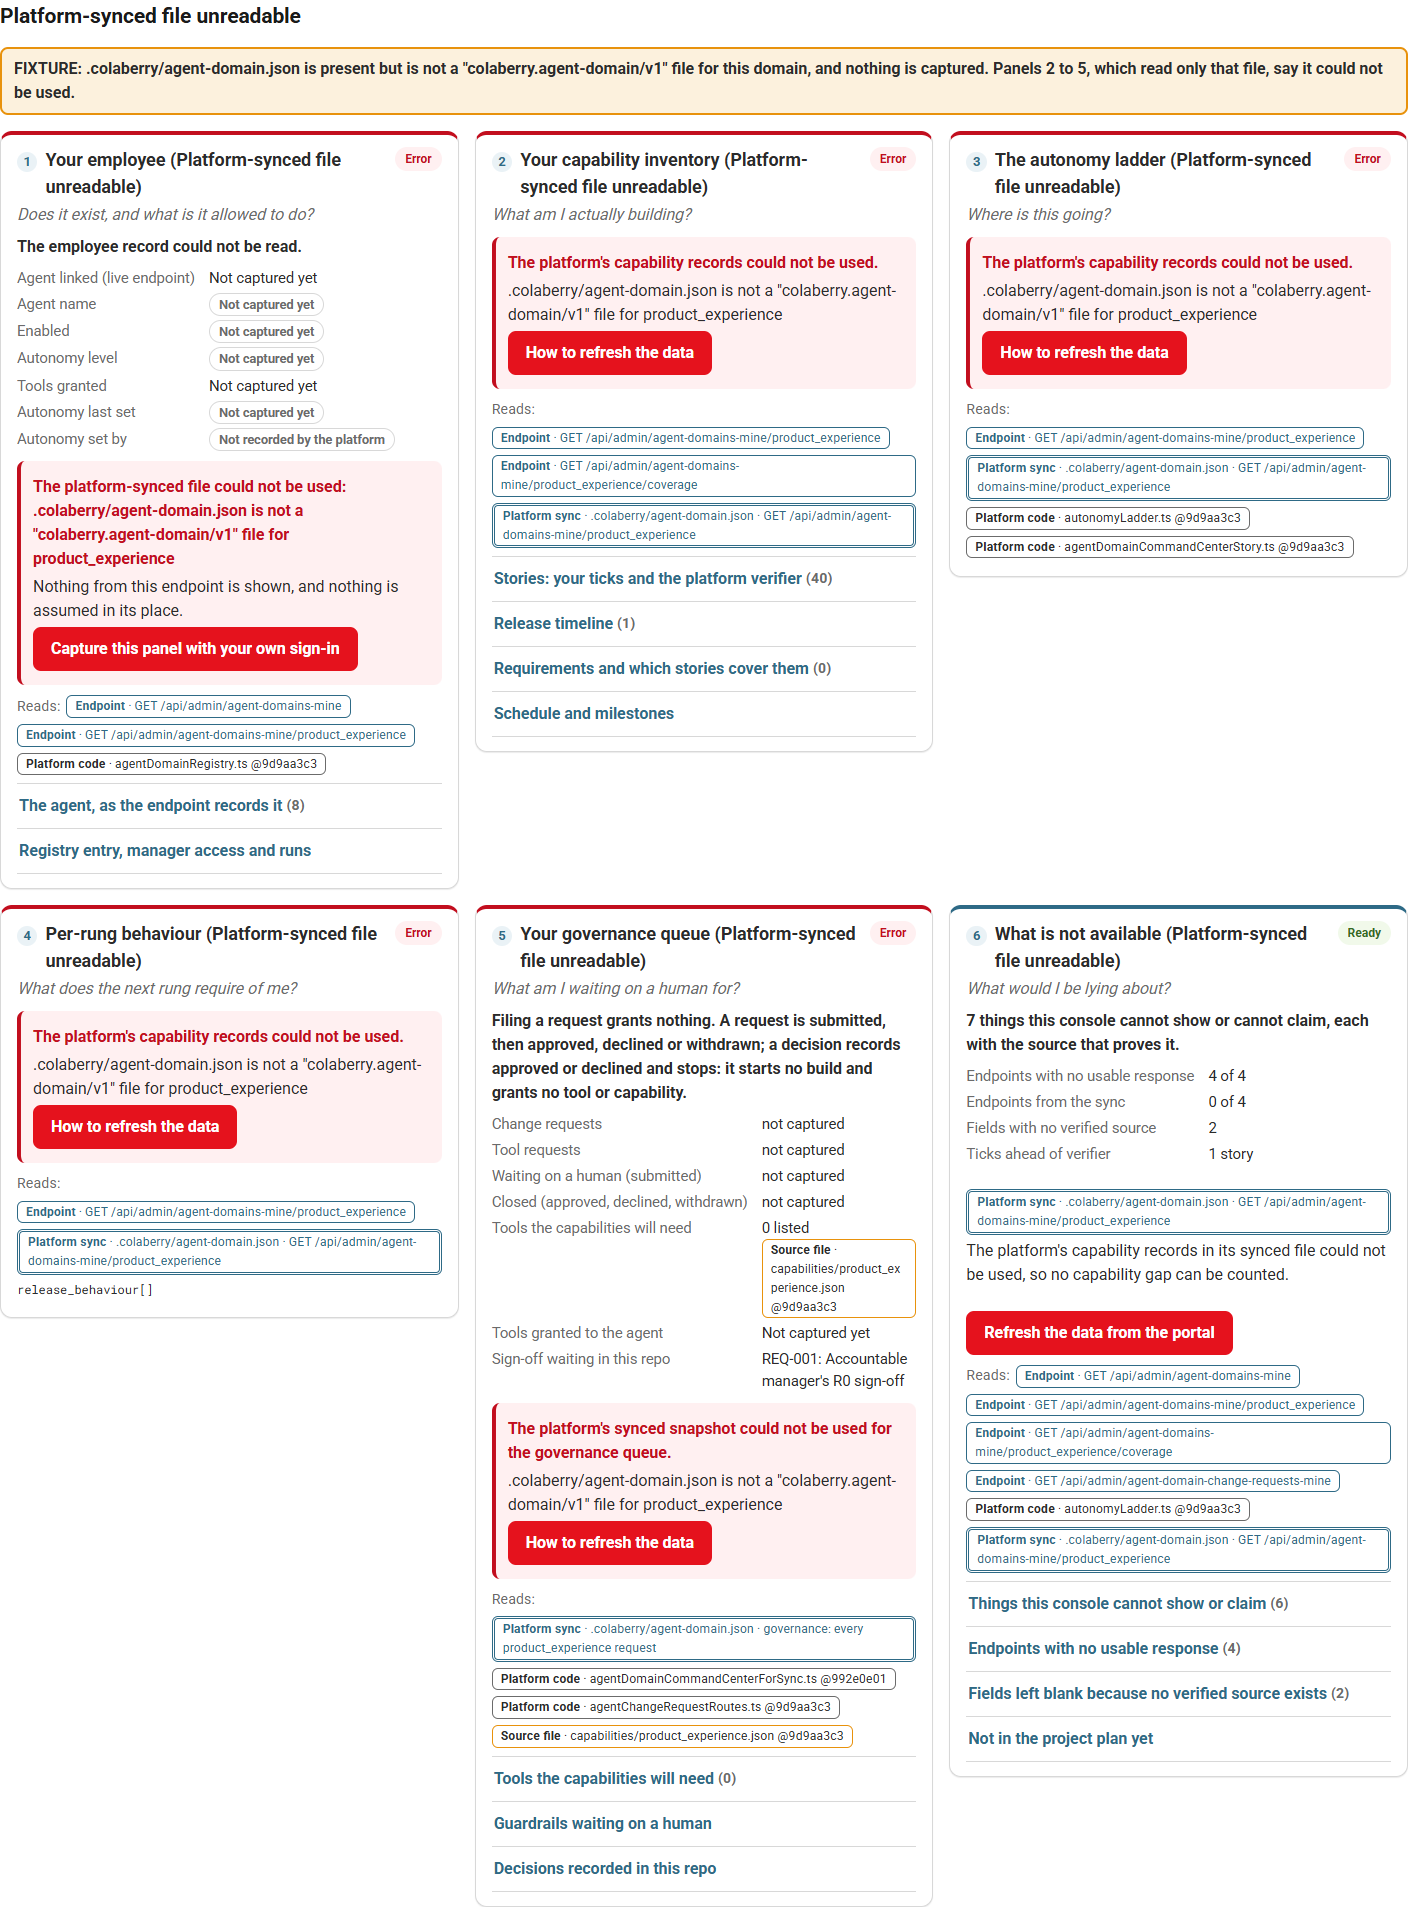 Platform-synced file unreadable
FIXTURE: .colaberry/agent-domain.json is present but is not a "colaberry.agent-domain/v1" file for this domain, and nothing is captured. Panels 2 to 5, which read only that file, say it could not
be used.
1 Your employee (Platform-synced file
unreadable)
Error
Does it exist, and what is it allowed to do?
The employee record could not be read.
Agent linked (live endpoint) Not captured yet
Agent name Not captured yet
Enabled Not captured yet
Autonomy level Not captured yet
Tools granted Not captured yet
Autonomy last set Not captured yet
Autonomy set by Not recorded by the platform
The platform-synced file could not be used:
.colaberry/agent-domain.json is not a
"colaberry.agent-domain/v1" file for
product_experience
Nothing from this endpoint is shown, and nothing is
assumed in its place.
Capture this panel with your own sign-in
Reads: Endpoint · GET /api/admin/agent-domains-mine
Endpoint · GET /api/admin/agent-domains-mine/product_experience
Platform code · agentDomainRegistry.ts @9d9aa3c3
The agent, as the endpoint records it (8)
Registry entry, manager access and runs
2 Your capability inventory (Platform-
synced file unreadable)
Error
What am I actually building?
The platform's capability records could not be used.
.colaberry/agent-domain.json is not a "colaberry.agent-
domain/v1" file for product_experience
How to refresh the data
Reads:
Endpoint · GET /api/admin/agent-domains-mine/product_experience
Endpoint · GET /api/admin/agent-domains-
mine/product_experience/coverage
Platform sync · .colaberry/agent-domain.json · GET /api/admin/agent-
domains-mine/product_experience
Stories: your ticks and the platform verifier (40)
Release timeline (1)
Requirements and which stories cover them (0)
Schedule and milestones
3 The autonomy ladder (Platform-synced
file unreadable)
Error
Where is this going?
The platform's capability records could not be used.
.colaberry/agent-domain.json is not a "colaberry.agent-
domain/v1" file for product_experience
How to refresh the data
Reads:
Endpoint · GET /api/admin/agent-domains-mine/product_experience
Platform sync · .colaberry/agent-domain.json · GET /api/admin/agent-
domains-mine/product_experience
Platform code · autonomyLadder.ts @9d9aa3c3
Platform code · agentDomainCommandCenterStory.ts @9d9aa3c3
4 Per-rung behaviour (Platform-synced file
unreadable)
Error
What does the next rung require of me?
The platform's capability records could not be used.
.colaberry/agent-domain.json is not a "colaberry.agent-
domain/v1" file for product_experience
How to refresh the data
Reads:
Endpoint · GET /api/admin/agent-domains-mine/product_experience
Platform sync · .colaberry/agent-domain.json · GET /api/admin/agent-
domains-mine/product_experience
release_behaviour[]
5 Your governance queue (Platform-synced
file unreadable)
Error
What am I waiting on a human for?
Filing a request grants nothing. A request is submitted,
then approved, declined or withdrawn; a decision records
approved or declined and stops: it starts no build and
grants no tool or capability.
Change requests not captured
Tool requests not captured
Waiting on a human (submitted) not captured
Closed (approved, declined, withdrawn) not captured
Tools the capabilities will need 0 listed
Source file ·
capabilities/product_ex
perience.json
@9d9aa3c3
Tools granted to the agent Not captured yet
Sign-off waiting in this repo REQ-001: Accountable
manager's R0 sign-off
The platform's synced snapshot could not be used for
the governance queue.
.colaberry/agent-domain.json is not a "colaberry.agent-
domain/v1" file for product_experience
How to refresh the data
Reads:
Platform sync · .colaberry/agent-domain.json · governance: every
product_experience request
Platform code · agentDomainCommandCenterForSync.ts @992e0e01
Platform code · agentChangeRequestRoutes.ts @9d9aa3c3
Source file · capabilities/product_experience.json @9d9aa3c3
Tools the capabilities will need (0)
Guardrails waiting on a human
Decisions recorded in this repo
6 What is not available (Platform-synced
file unreadable)
Ready
What would I be lying about?
7 things this console cannot show or cannot claim, each
with the source that proves it.
Endpoints with no usable response 4 of 4
Endpoints from the sync 0 of 4
Fields with no verified source 2
Ticks ahead of verifier 1 story
Platform sync · .colaberry/agent-domain.json · GET /api/admin/agent-
domains-mine/product_experience
The platform's capability records in its synced file could not
be used, so no capability gap can be counted.
Refresh the data from the portal
Reads: Endpoint · GET /api/admin/agent-domains-mine
Endpoint · GET /api/admin/agent-domains-mine/product_experience
Endpoint · GET /api/admin/agent-domains-
mine/product_experience/coverage
Endpoint · GET /api/admin/agent-domain-change-requests-mine
Platform code · autonomyLadder.ts @9d9aa3c3
Platform sync · .colaberry/agent-domain.json · GET /api/admin/agent-
domains-mine/product_experience
Things this console cannot show or claim (6)
Endpoints with no usable response (4)
Fields left blank because no verified source exists (2)
Not in the project plan yet